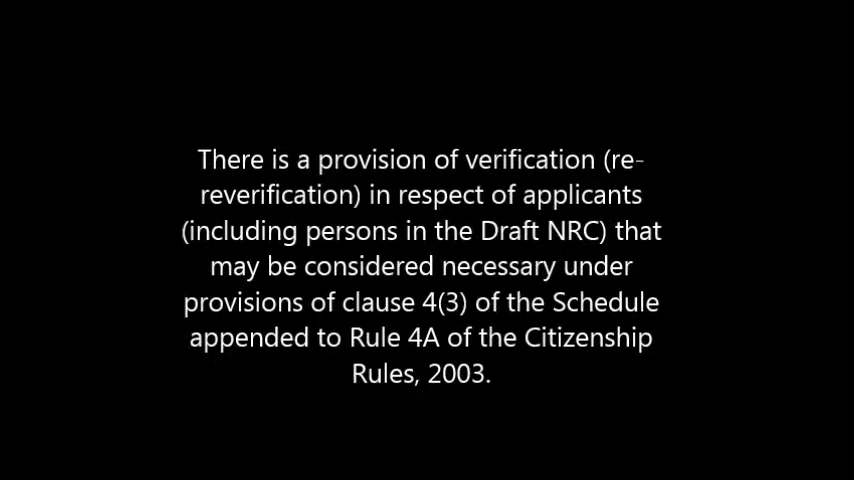 There is a provision of verification (re-
reverification) in respect of applicants
(including persons in the Draft NRC) that
may be considered necessary under
provisions of clause 4(3) of the Schedule
appended to Rule 4A of the Citizenship
Rules, 2003.